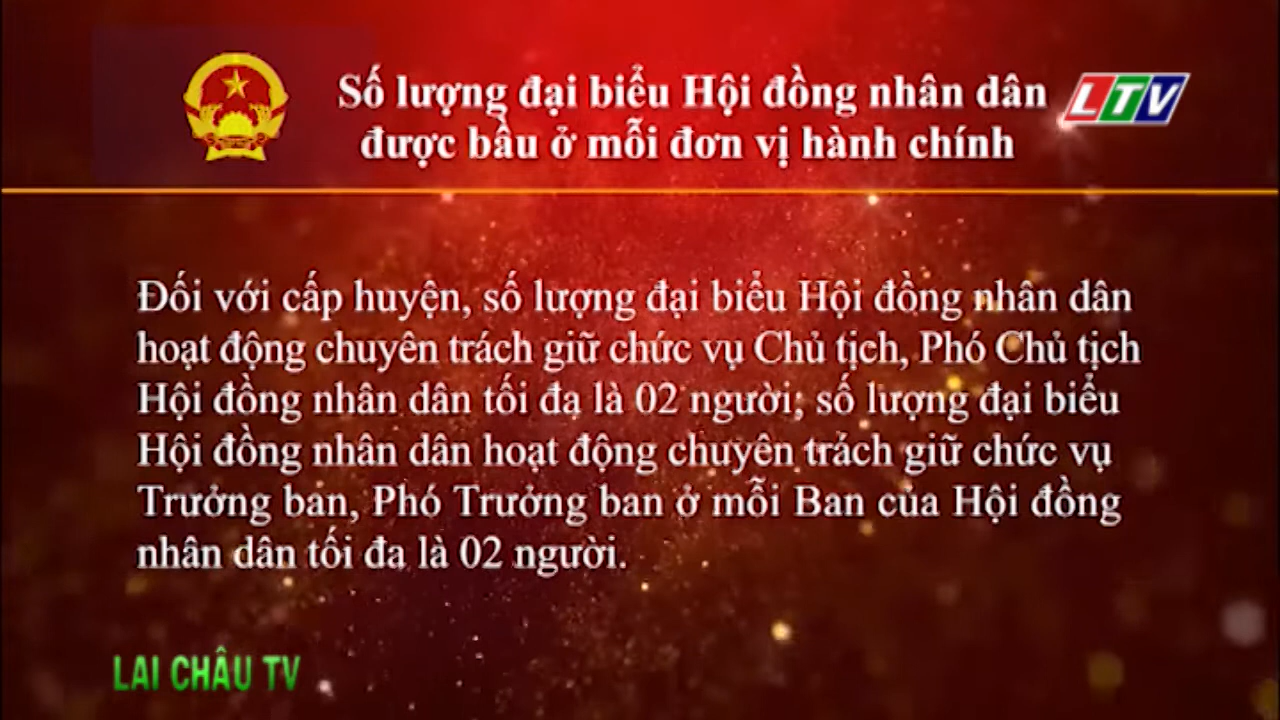 Số lượng đại biểu Hội đồng nhân dân
được bầu ở mỗi đơn vị hành chính
LTV
Đối với cấp huyện, số lượng đại biểu Hội đồng nhân dân
hoạt động chuyên trách giữ chức vụ Chủ tịch, Phó Chủ tịch
Hội đồng nhân dân tối đa là 02 người; số lượng đại biểu
Hội đồng nhân dân hoạt động chuyên trách giữ chức vụ
Trưởng ban, Phó Trưởng ban ở mỗi Ban của Hội đồng
nhân dân tối đa là 02 người.
LAI CHÂU TV